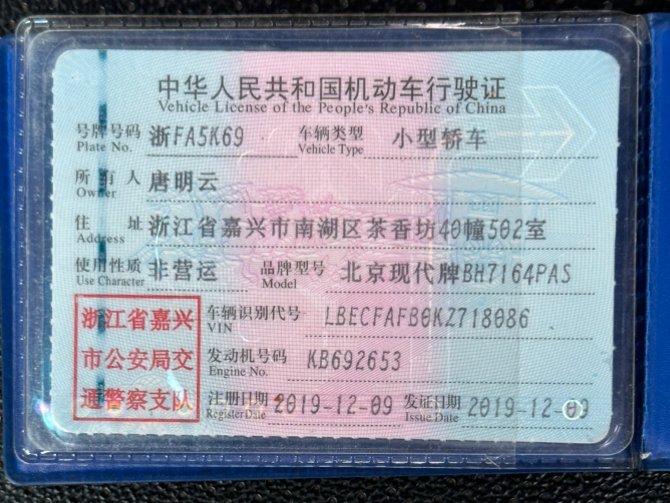 中华人民共和国机动车行驶证
Vehicle License of the People's Republic of China
号牌号码 浙FA5K69 车辆类型 小型轿车
Plate No. Vehicle Type
所有人 唐明云
Owner
住址 浙江省嘉兴市南湖区茶香坊40幢502室
Address
使用性质 非营运 品牌型号 北京现代牌BH7164PAS
Use Character Model
浙江省嘉兴
市公安局交
通警察支队
车辆识别代号 LBECFAFB0KZ718086
VIN
发动机号码 KB692653
Engine No.
注册日期 2019-12-09 发证日期 2019-12-09
Register Date Issue Date